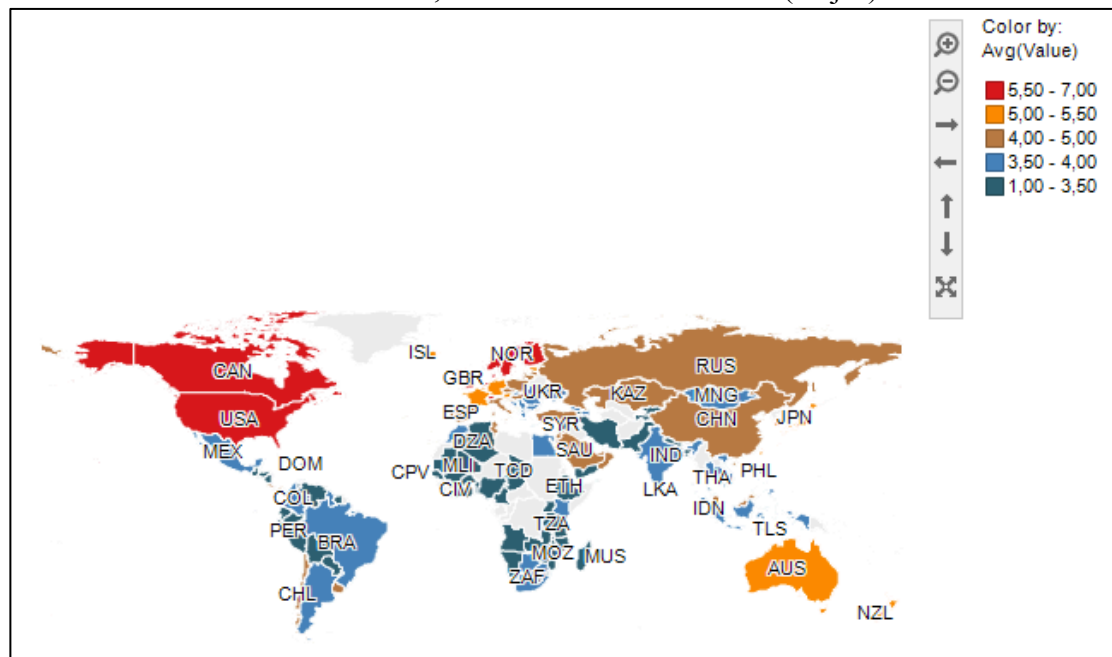 Color by:
Avg(Value)
5,50 - 7,00
5,00 - 5,50
4,00 - 5,00
3,50 - 4,00
1,00 - 3,50
ISL
NOR
RUS
CAN
GBR
UKR
KAZ
MNG
USA
ESP
CHN
JPN
SYR
MEX
DZA
SAU
IND
DOM
CPV
MLI
TCD
PHL
CIV
ETH
LKA
THA
COL
IDN
PER
TZA
TLS
BRA
MOZ
MUS
AUS
ZAF
CHL
NZL